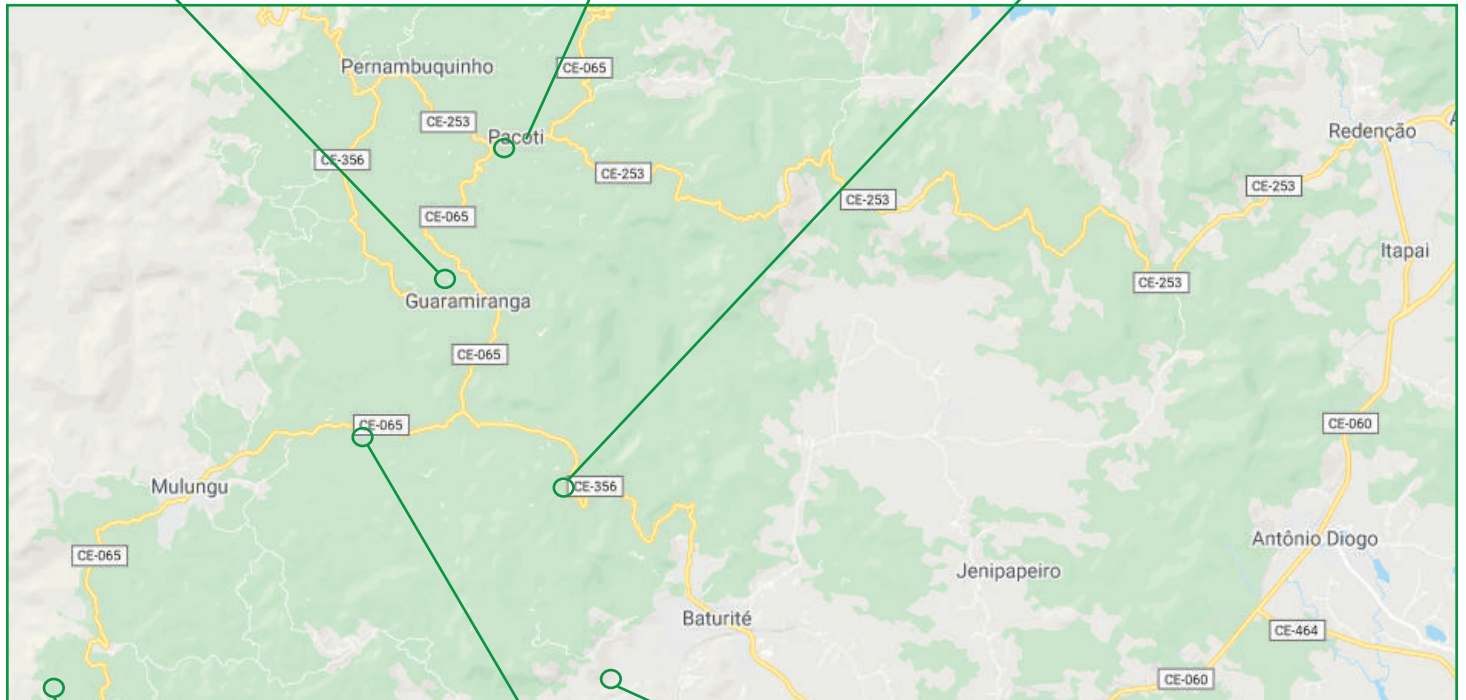 Pernambuquinho
CE-065
CE-253
Pacoti
Redenção
CE-356
CE-253
CE-253
CE-253
CE-065
Itapai
CE-253
Guaramiranga
CE-065
CE-065
CE-060
Mulungu
CE-356
Antônio Diogo
CE-065
Jenipapeiro
Baturité
CE-464
CE-060